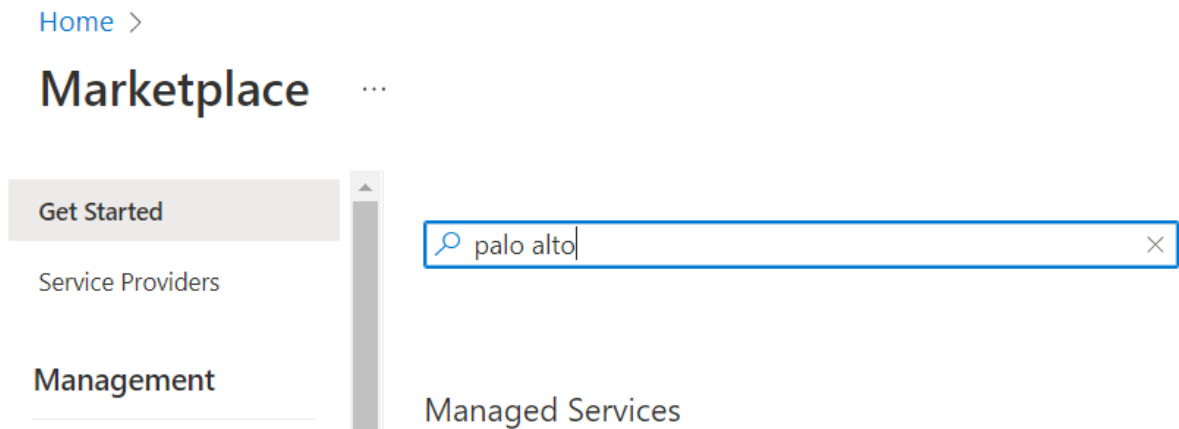 Home >
Marketplace ...
Get Started
Service Providers
Management
palo alto
Managed Services